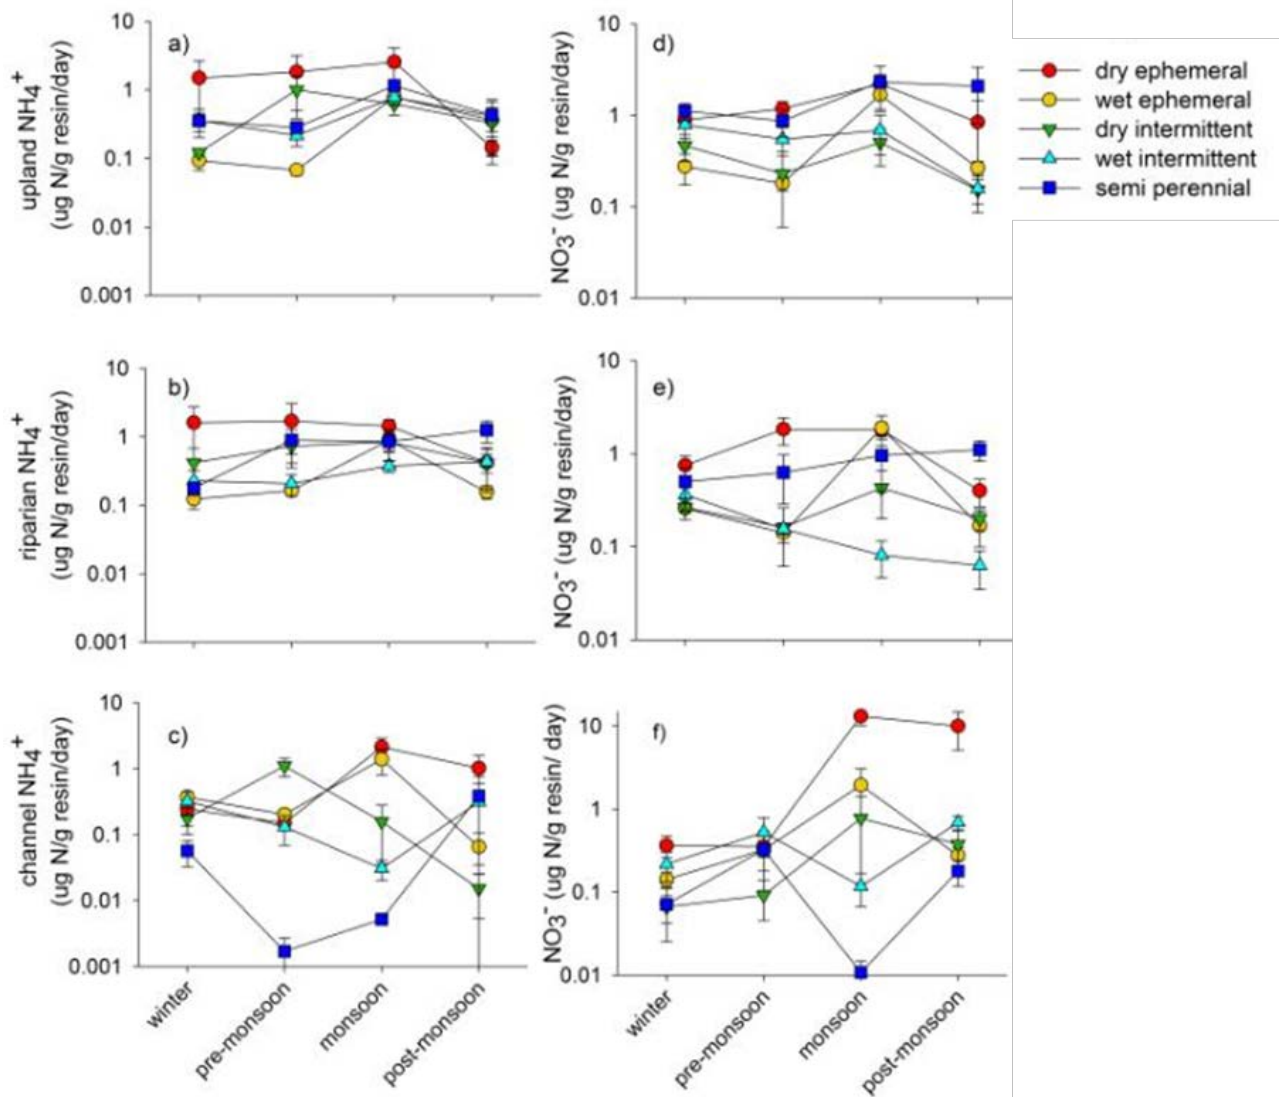 a)
upland NH4+
(ug N/g resin/day)
10
1
0.1
0.01
0.001
d)
NO3- (ug N/g resin/day)
10
1
0.1
0.01
dry ephemeral
wet ephemeral
dry intermittent
wet intermittent
semi perennial
b)
riparian NH4+
(ug N/g resin/day)
10
1
0.1
0.01
0.001
e)
NO3- (ug N/g resin/day)
10
1
0.1
0.01
c)
channel NH4+
(ug N/g resin/day)
10
1
0.1
0.01
0.001
winter
pre-monsoon
monsoon
post-monsoon
f)
NO3- (ug N/g resin/ day)
10
1
0.1
0.01
winter
pre-monsoon
monsoon
post-monsoon